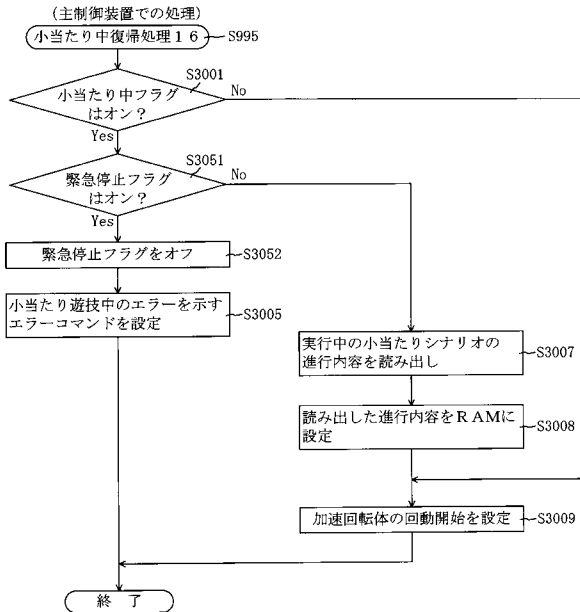 (主制御装置での処理)
小当たり中復帰処理16
S995
S3001
小当たり中フラグ
はオン?
No
Yes
S3051
緊急停止フラグ
はオン?
No
Yes
緊急停止フラグをオフ
S3052
小当たり遊技中のエラーを示す
エラーコマンドを設定
S3005
実行中の小当たりシナリオの
進行内容を読み出し
S3007
読み出した進行内容をRAMに
設定
S3008
加速回転体の回動開始を設定
S3009
終 了